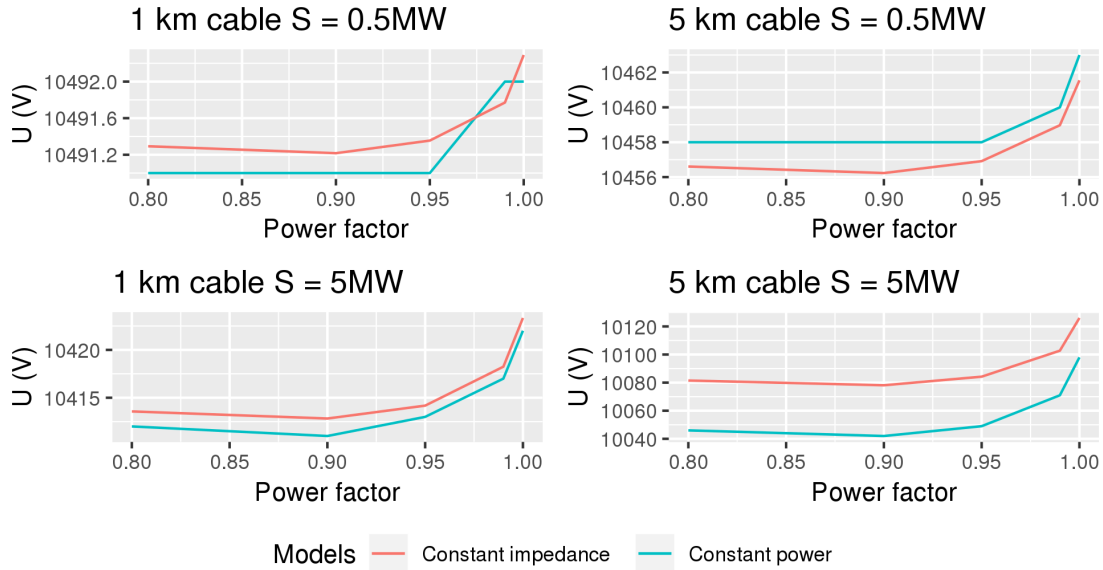 1 km cable S = 0.5MW
U (V)
10492.0
10491.6
10491.2
0.80 0.85 0.90 0.95 1.00
Power factor
5 km cable S = 0.5MW
U (V)
10462
10460
10458
10456
0.80 0.85 0.90 0.95 1.00
Power factor
1 km cable S = 5MW
U (V)
10420
10415
0.80 0.85 0.90 0.95 1.00
Power factor
5 km cable S = 5MW
U (V)
10120
10100
10080
10060
10040
0.80 0.85 0.90 0.95 1.00
Power factor
Models Constant impedance Constant power